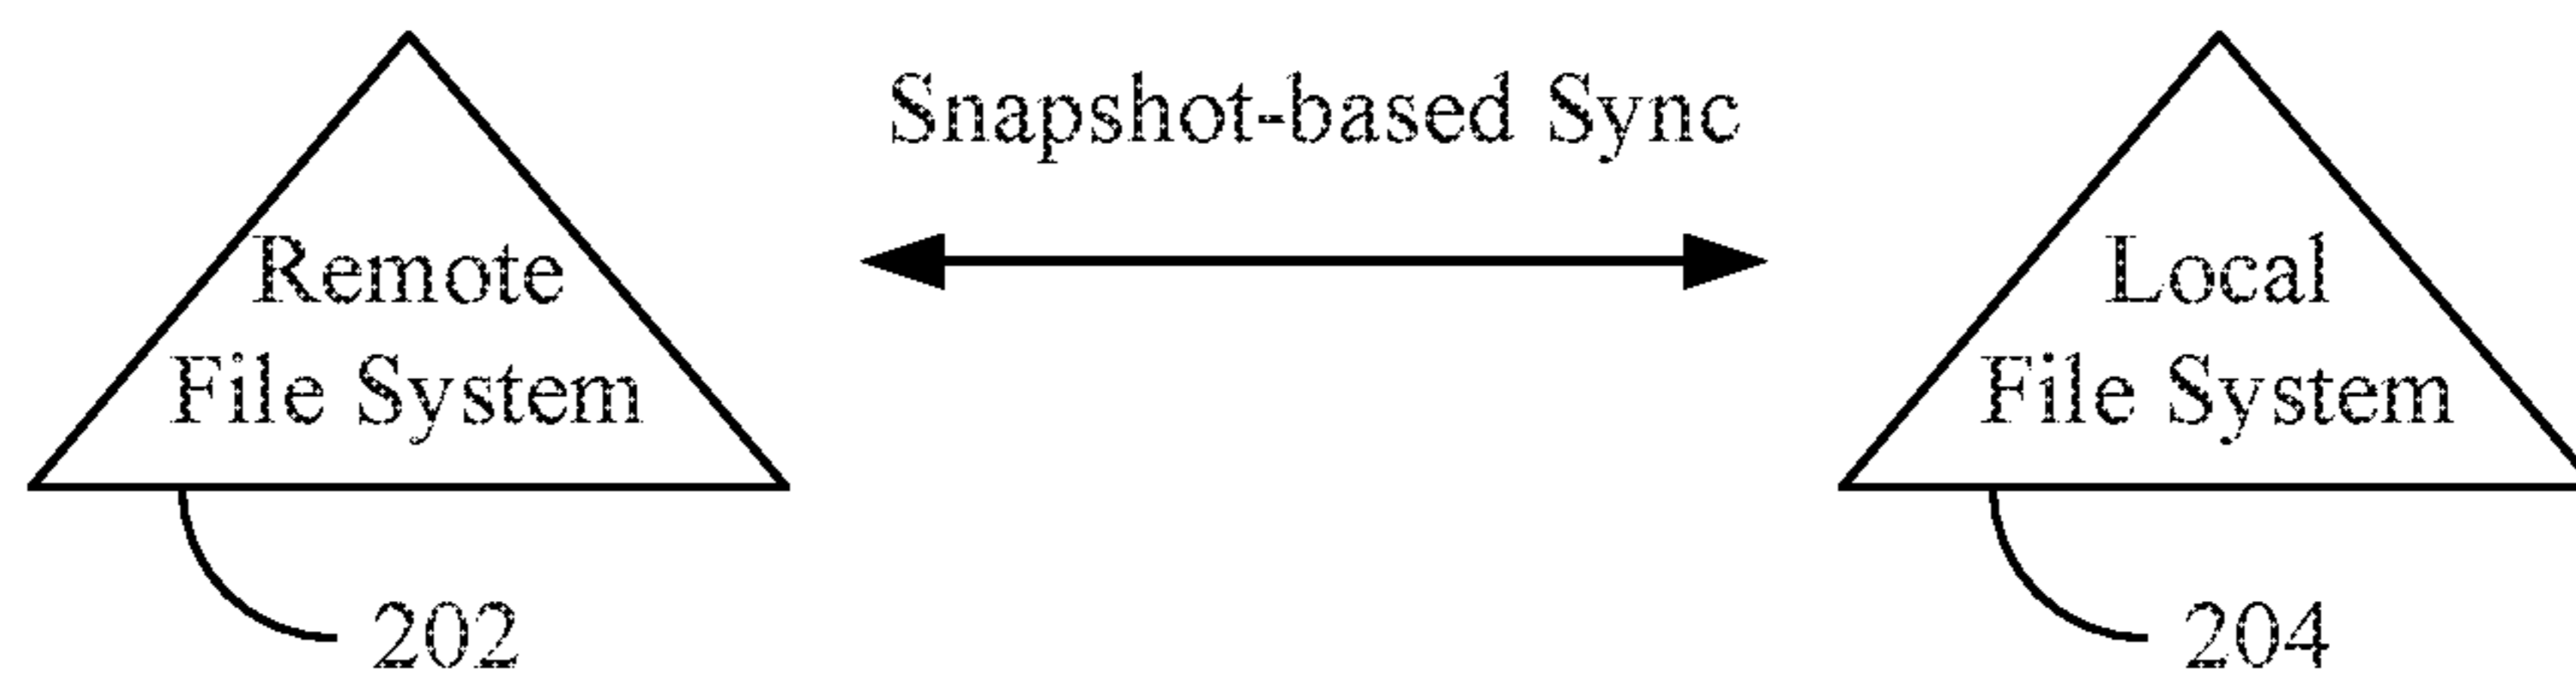 Snapshot-based Sync
Remote
File System
Local
File System
202
204